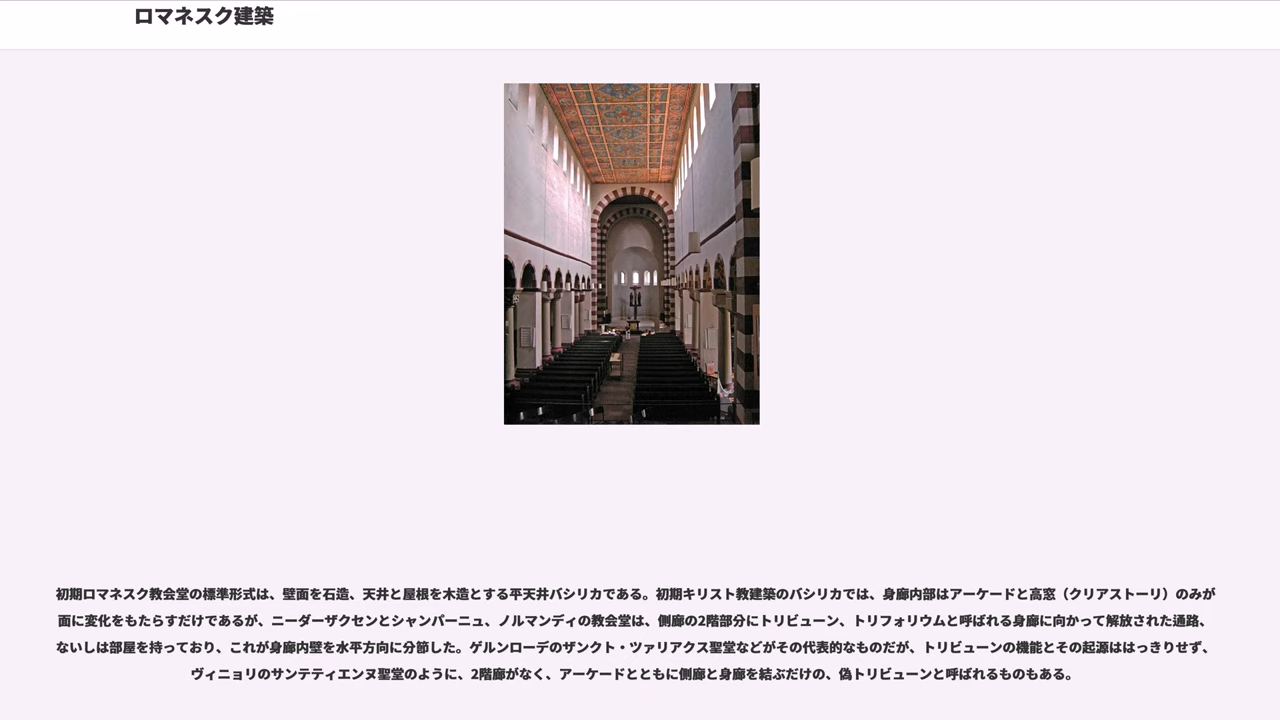 ロマネスク建築
初期ロマネスク教会堂の標準形式は、壁面を石造、天井と屋根を木造とする平天井バシリカである。初期キリスト教建築のバシリカでは、身廊内部はアーケードと高窓（クリアストーリ）のみが
面に変化をもたらすだけであるが、ニーダーザクセンとシャンパーニュ、ノルマンディの教会堂は、側廊の2階部分にトリビューン、トリフォリウムと呼ばれる身廊に向かって解放された通路、
ないしは部屋を持っており、これが身廊内壁を水平方向に分節した。ゲルンローデのザンクト・ツァリアクス聖堂などがその代表的なものだが、トリビューンの機能とその起源ははっきりせず、
ヴィニョリのサンテティエンヌ聖堂のように、2階廊がなく、アーケードとともに側廊と身廊を結ぶだけの、偽トリビューンと呼ばれるものもある。